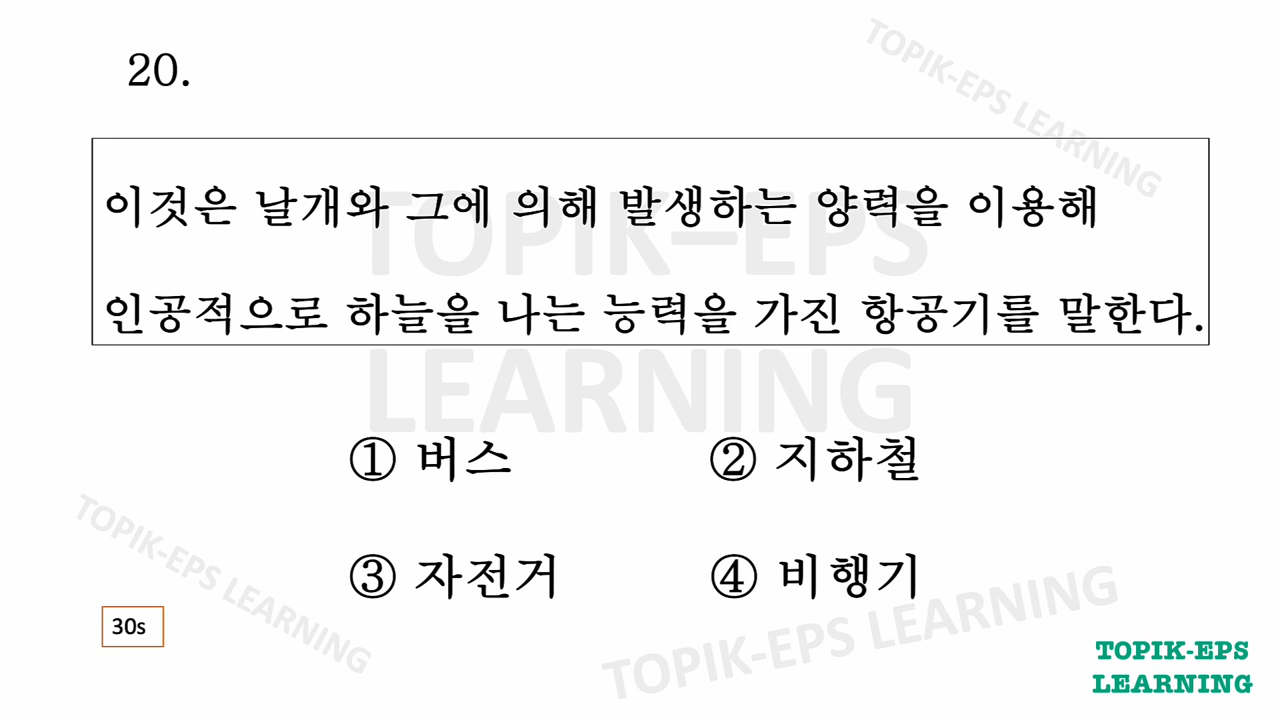 20.
이것은 날개와 그에 의해 발생하는 양력을 이용해
인공적으로 하늘을 나는 능력을 가진 항공기를 말한다.
① 버스 ② 지하철
③ 자전거 ④ 비행기
30s
TOPIK-EPS LEARNING
TOPIK-EPS
LEARNING
TOPIK-EPS LEARNING
TOPIK-EPS LEARNING
TOPIK-EPS
LEARNING